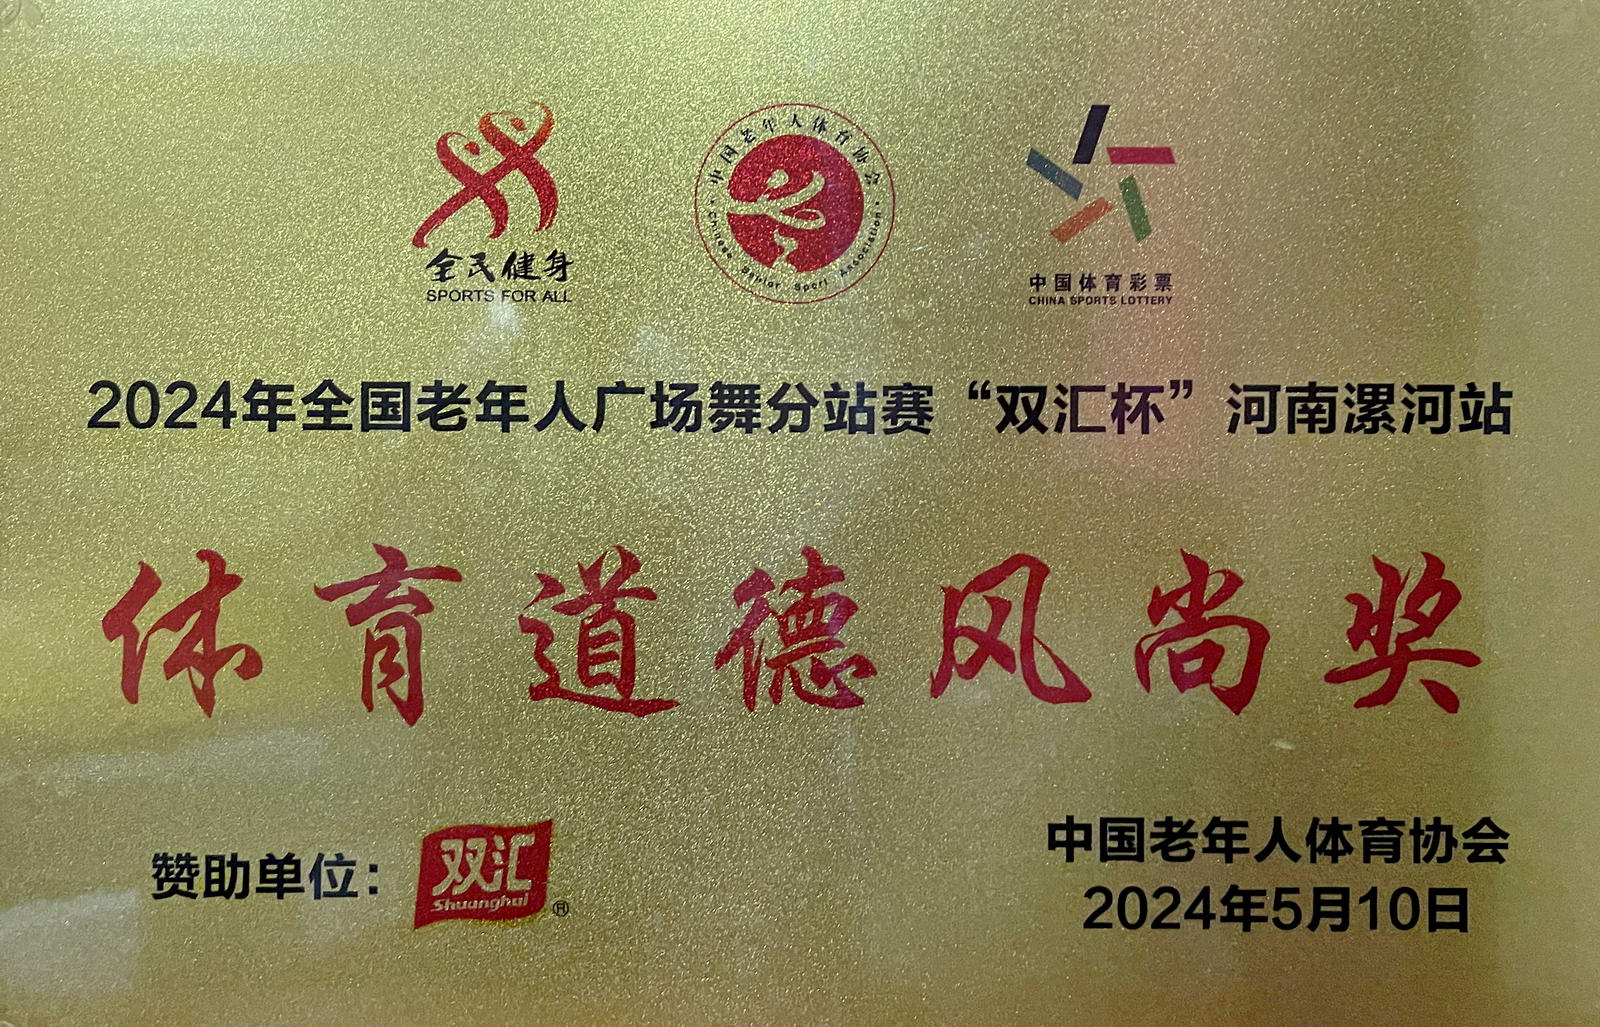 全民健身
SPORTS FOR ALL
中国老年人体育协会
Chinese Senior Sport Association
中国体育彩票
CHINA SPORTS LOTTERY
2024年全国老年人广场舞分站赛“双汇杯”河南漯河站
体育道德风尚奖
赞助单位：
双汇
Shuanghui
®
中国老年人体育协会
2024年5月10日